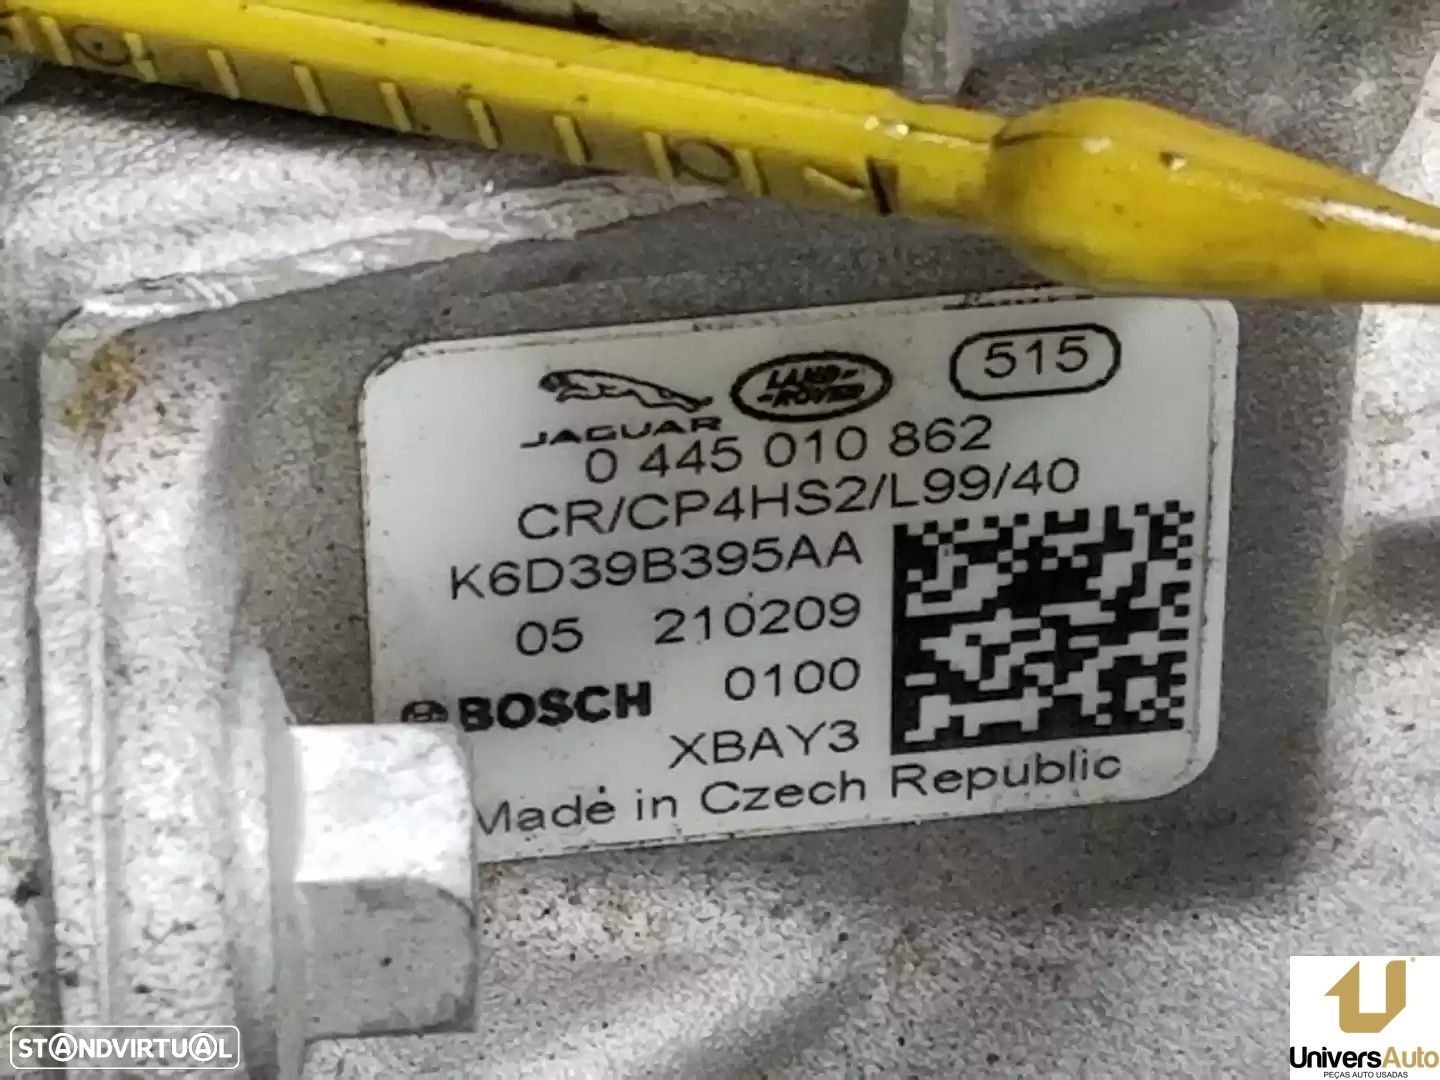 JAGUAR
LAND-
-ROVER
515
0 445 010 862
CR/CP4HS2/L99/40
K6D39B395AA
05 210209
BOSCH 0100
XBAY3
Made in Czech Republic
STANDVIRTUAL
UniversAuto
PEÇAS AUTO USADAS